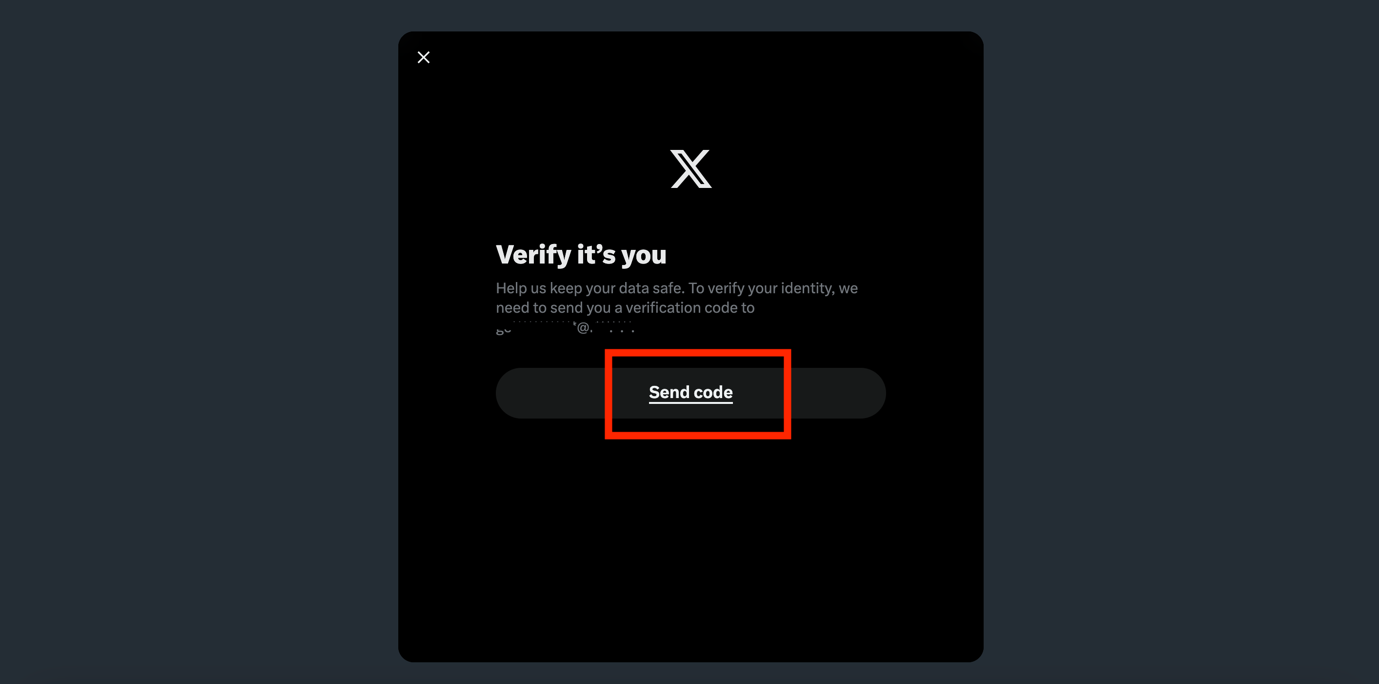 Verify it’s you
Help us keep your data safe. To verify your identity, we
need to send you a verification code to
Send code